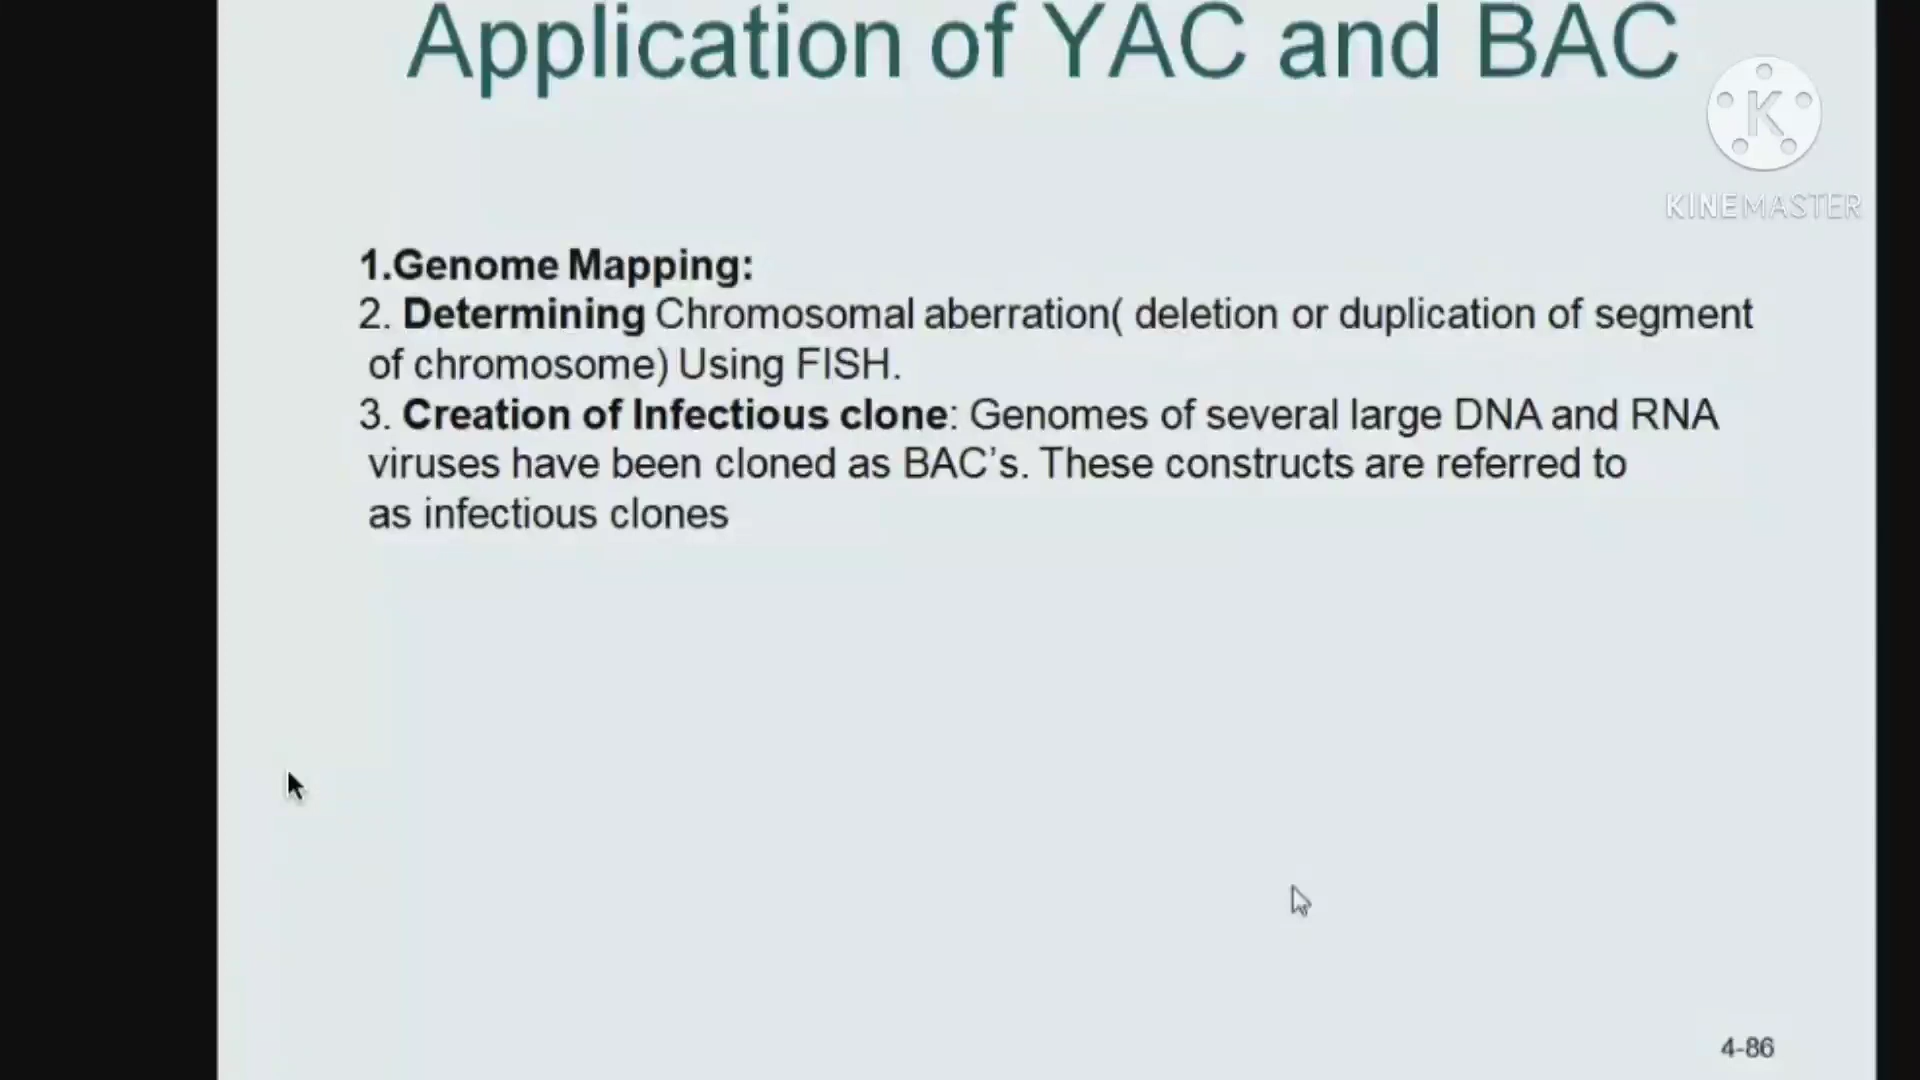 Application of YAC and BAC
KINEMASTER
1.Genome Mapping:
2. Determining Chromosomal aberration( deletion or duplication of segment
of chromosome) Using FISH.
3. Creation of Infectious clone: Genomes of several large DNA and RNA
viruses have been cloned as BAC’s. These constructs are referred to
as infectious clones
4-86